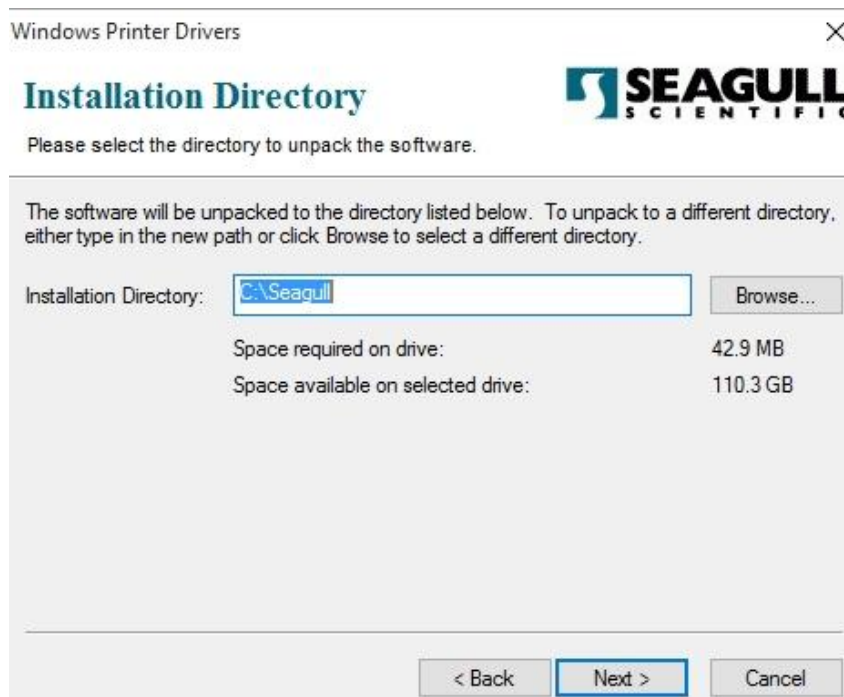 Windows Printer Drivers
Installation Directory
SEAGULL
SCIENTIFIC
Please select the directory to unpack the software.
The software will be unpacked to the directory listed below.  To unpack to a different directory,
either type in the new path or click Browse to select a different directory.
Installation Directory: C:\Seagull Browse...
Space required on drive: 42.9 MB
Space available on selected drive: 110.3 GB
< Back Next > Cancel